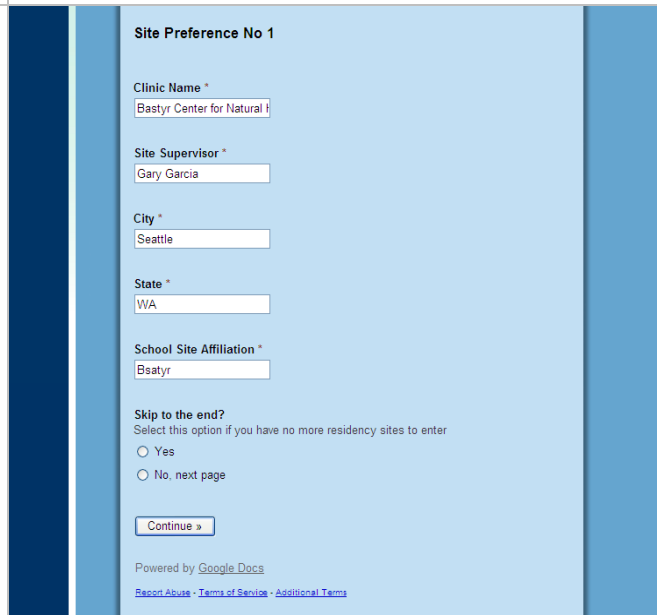 Site Preference No 1
Clinic Name *
Bastyr Center for Natural H
Site Supervisor *
Gary Garcia
City *
Seattle
State *
WA
School Site Affiliation *
Bsatyr
Skip to the end?
Select this option if you have no more residency sites to enter
Yes
No, next page
Continue »
Powered by Google Docs
Report Abuse - Terms of Service - Additional Terms